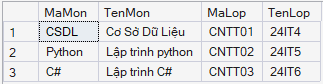 MaMon TenMon MaLop TenLop
1 CSDL Cơ Sở Dữ Liệu CNTT01 24IT4
2 Python Lập trình python CNTT02 24IT5
3 C# Lập trình C# CNTT03 24IT6